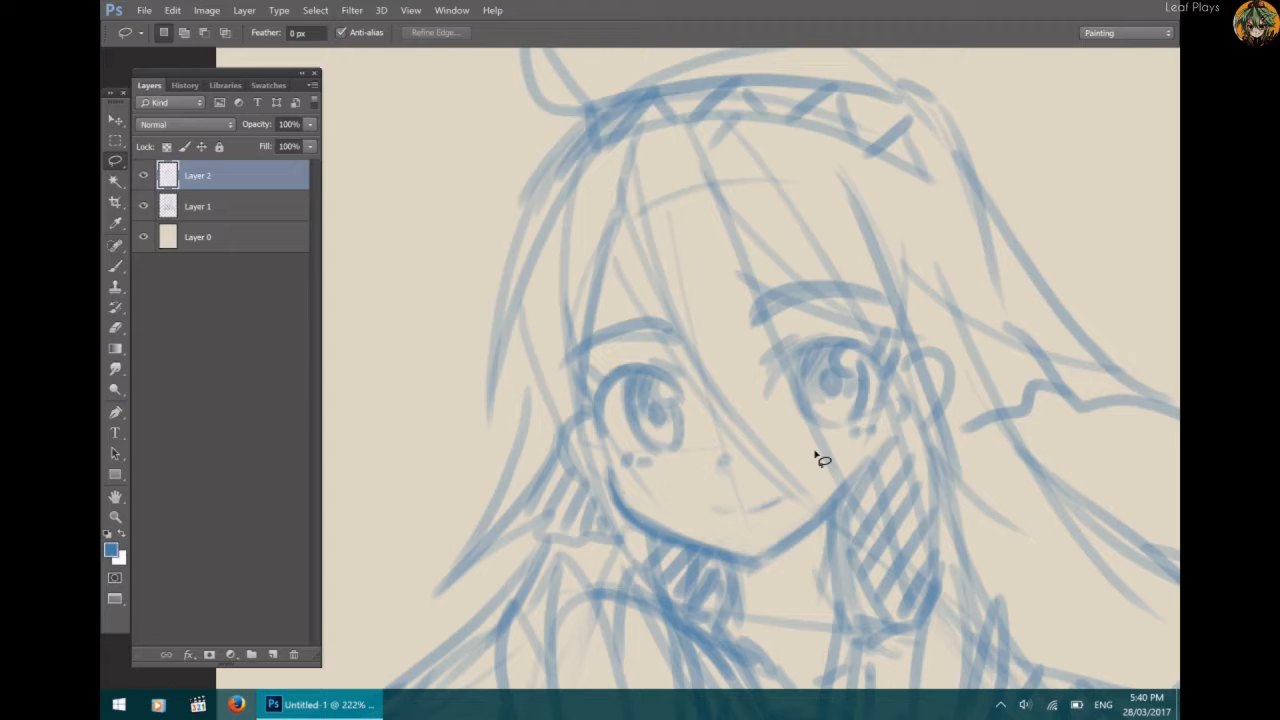 Leaf Plays
Ps File Edit Image Layer Type Select Filter 3D View Window Help
Feather: 0 px Anti-alias Refine Edge... Painting
Layers History Libraries Swatches
Kind T
Normal Opacity: 100%
Lock: Fill: 100%
Layer 2
Layer 1
Layer 0
T
fx
Ps Untitled-1 @ 222% ...
ENG
5:40 PM
28/03/2017